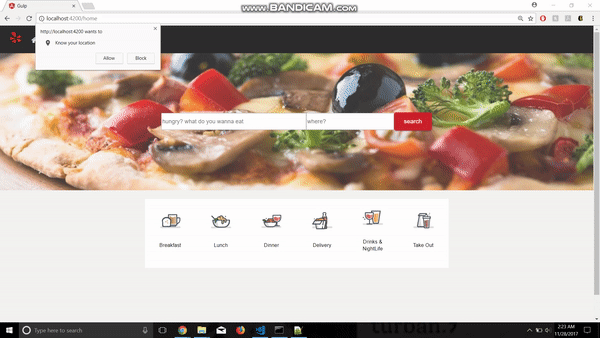 www.BANDICAM.com
Gulp
localhost:4200/home
http://localhost:4200 wants to
Know your location
Allow
Block
hungry? what do you wanna eat
where?
search
Breakfast
Lunch
Dinner
Delivery
Drinks &
NightLife
Take Out
Type here to search
2:23 AM
11/28/2017